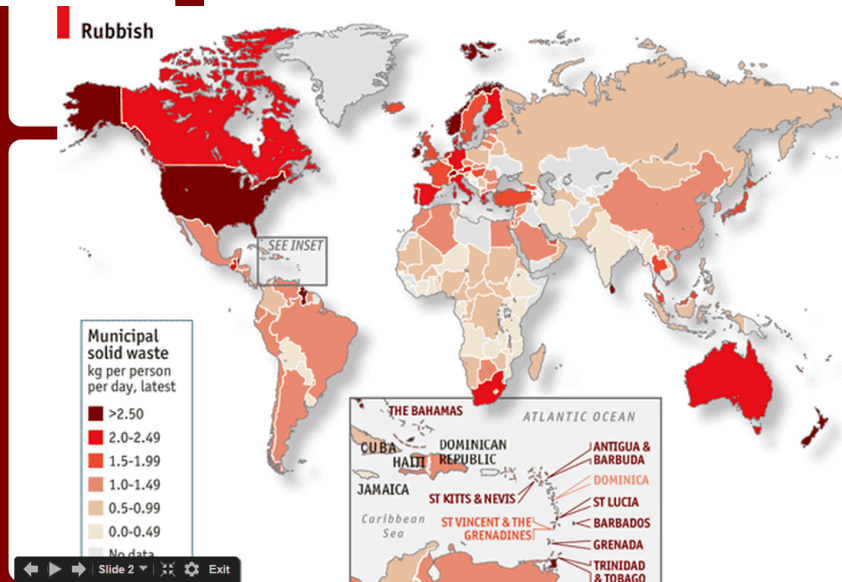 Rubbish
SEE INSET
Municipal
solid waste
kg per person
per day, latest
>2.50
2.0-2.49
1.5-1.99
1.0-1.49
0.5-0.99
0.0-0.49
No data
THE BAHAMAS
ATLANTIC OCEAN
CUBA
DOMINICAN
REPUBLIC
HAITI
JAMAICA
ANTIGUA &
BARBUDA
DOMINICA
ST KITTS & NEVIS
ST LUCIA
Caribbean
Sea
ST VINCENT & THE
GRENADINES
BARBADOS
GRENADA
TRINIDAD
& TOBAGO
Slide 2
Exit